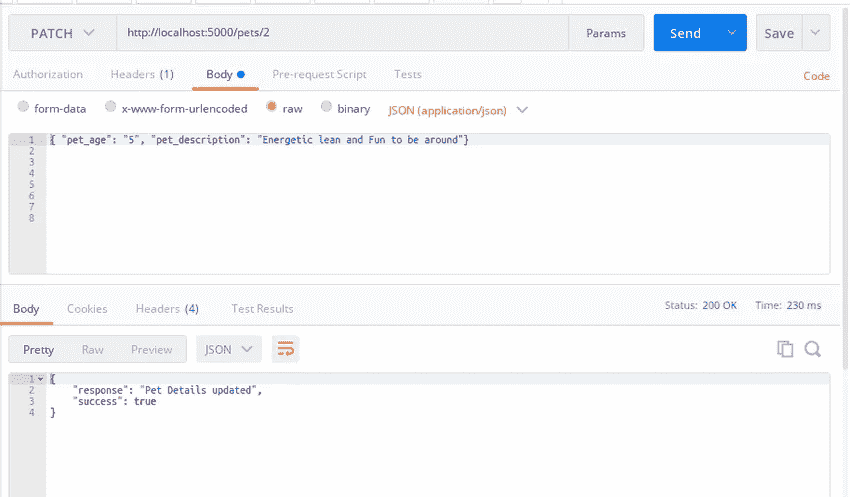 PATCH http://localhost:5000/pets/2 Params Send Save
Authorization Headers (1) Body Pre-request Script Tests Code
form-data x-www-form-urlencoded raw binary JSON (application/json)
1 { "pet_age": "5", "pet_description": "Energetic lean and Fun to be around"}
2
3
4
5
6
7
8
Body Cookies Headers (4) Test Results Status: 200 OK Time: 230 ms
Pretty Raw Preview JSON
1 {
2 "response": "Pet Details updated",
3 "success": true
4 }